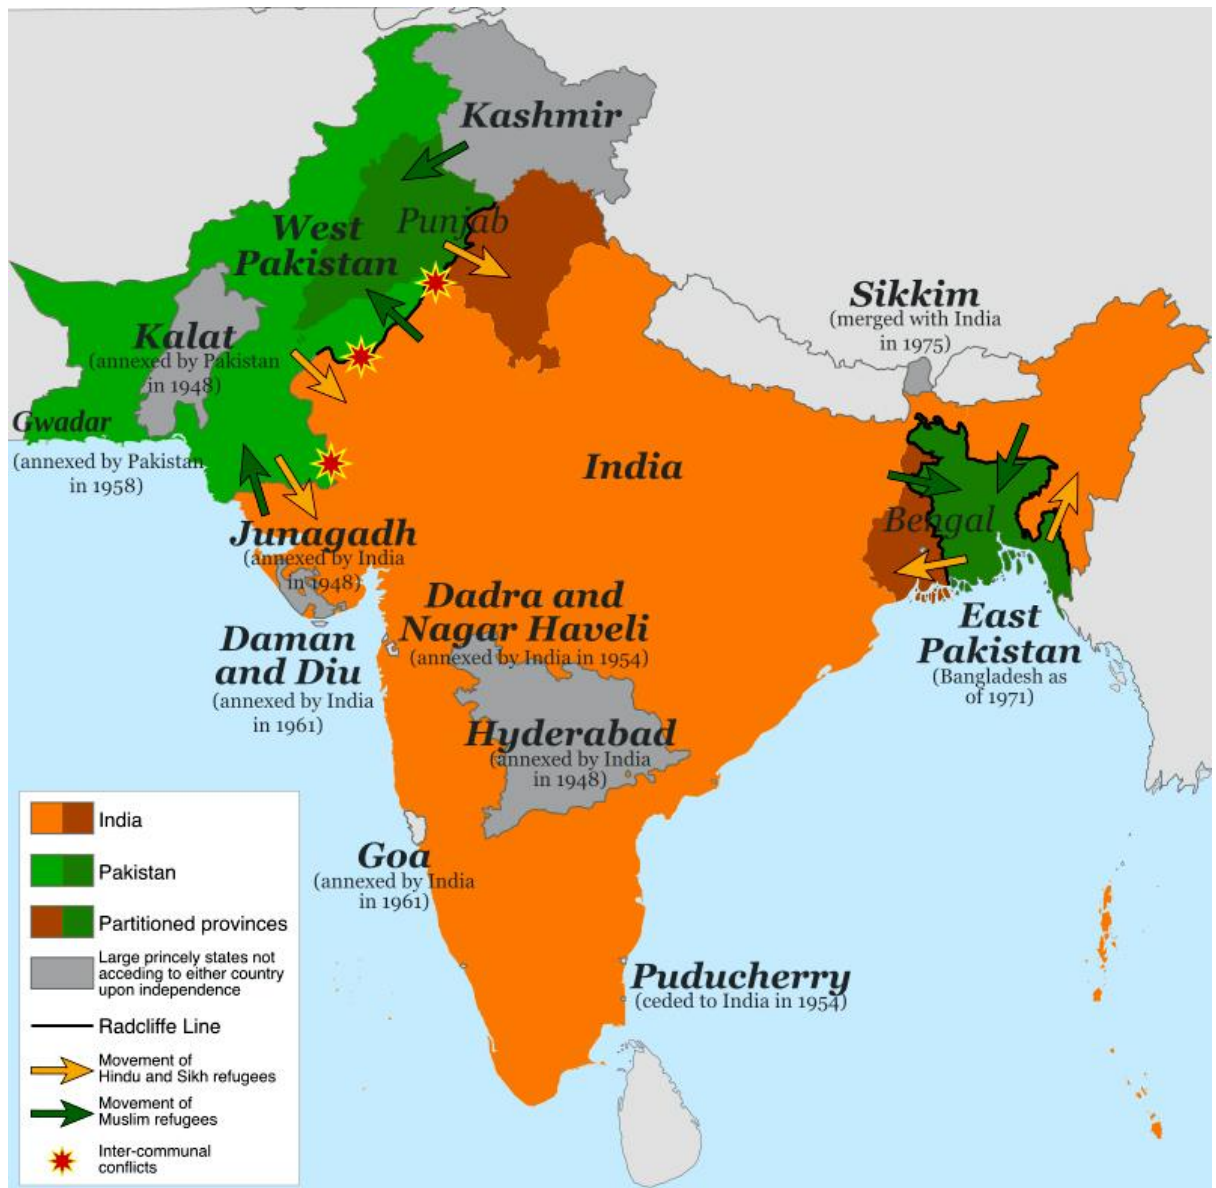 Kashmir
Punjab
West
Pakistan
Sikkim
(merged with India
in 1975)
Kalat
(annexed by Pakistan
in 1948)
Gwadar
(annexed by Pakistan
in 1958)
India
Bengal
Junagadh
(annexed by India
in 1948)
Dadra and
Nagar Haveli
(annexed by India in 1954)
Daman
and Diu
(annexed by India
in 1961)
East
Pakistan
(Bangladesh as
of 1971)
Hyderabad
(annexed by India
in 1948)
Goa
(annexed by India
in 1961)
Puducherry
(ceded to India in 1954)
India
Pakistan
Partitioned provinces
Large princely states not
acceding to either country
upon independence
Radcliffe Line
Movement of
Hindu and Sikh refugees
Movement of
Muslim refugees
Inter-communal
conflicts